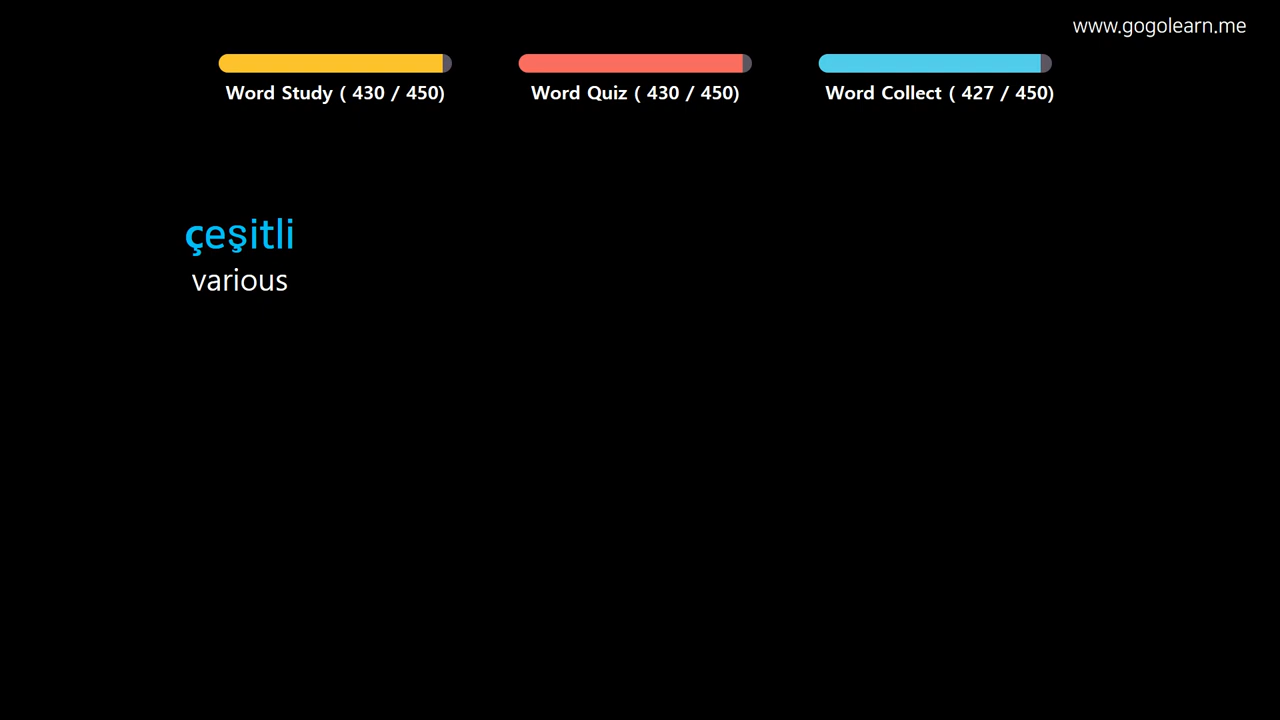 www.gogolearn.me
Word Study ( 430 / 450)
Word Quiz ( 430 / 450)
Word Collect ( 427 / 450)
çeşitli
various